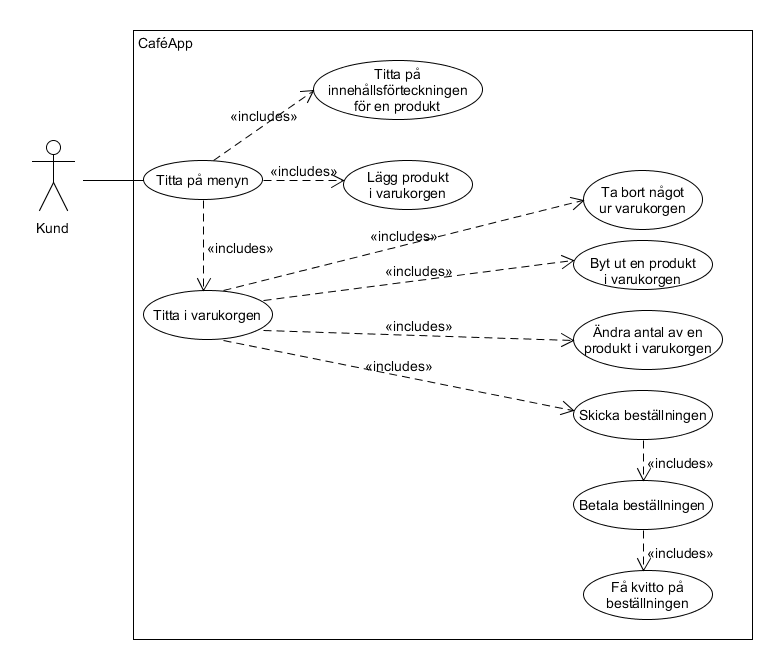 CaféApp
Titta på
innehållsförteckningen
för en produkt
«includes»
Kund
Titta på menyn
«includes»
Lägg produkt
i varukorgen
«includes»
Titta i varukorgen
«includes»
Ta bort något
ur varukorgen
«includes»
Byt ut en produkt
i varukorgen
«includes»
Ändra antal av en
produkt i varukorgen
«includes»
Skicka beställningen
«includes»
Betala beställningen
«includes»
Få kvitto på
beställningen